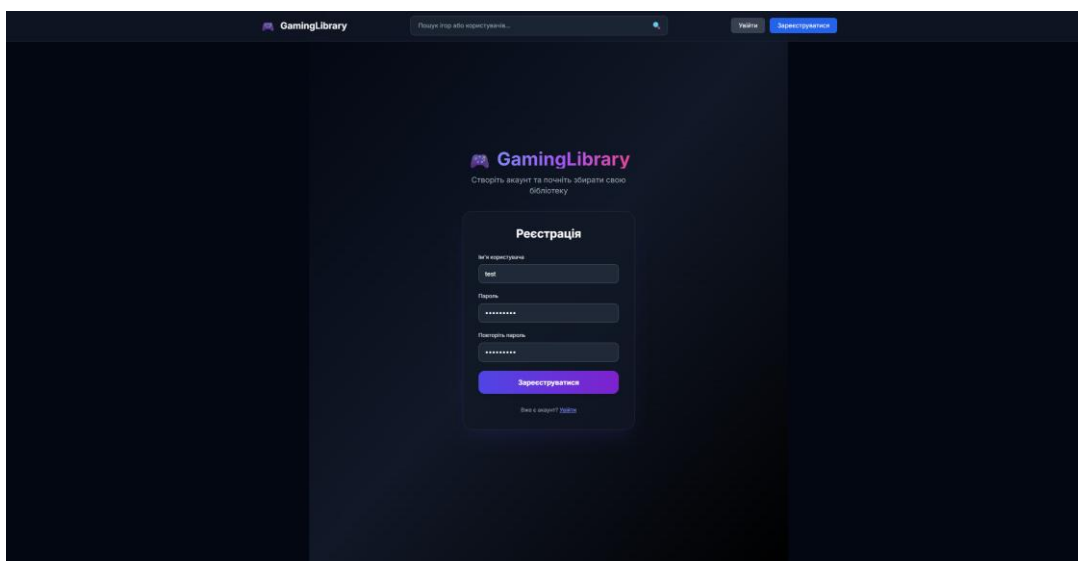 GamingLibrary
Пошук ігор або користувачів...
Увійти
Зареєструватися
GamingLibrary
Створіть акаунт та почніть збирати свою
бібліотеку
Реєстрація
Ім'я користувача
test
Пароль
•••••••••
Повторіть пароль
•••••••••
Зареєструватися
Вже є акаунт? Увійти